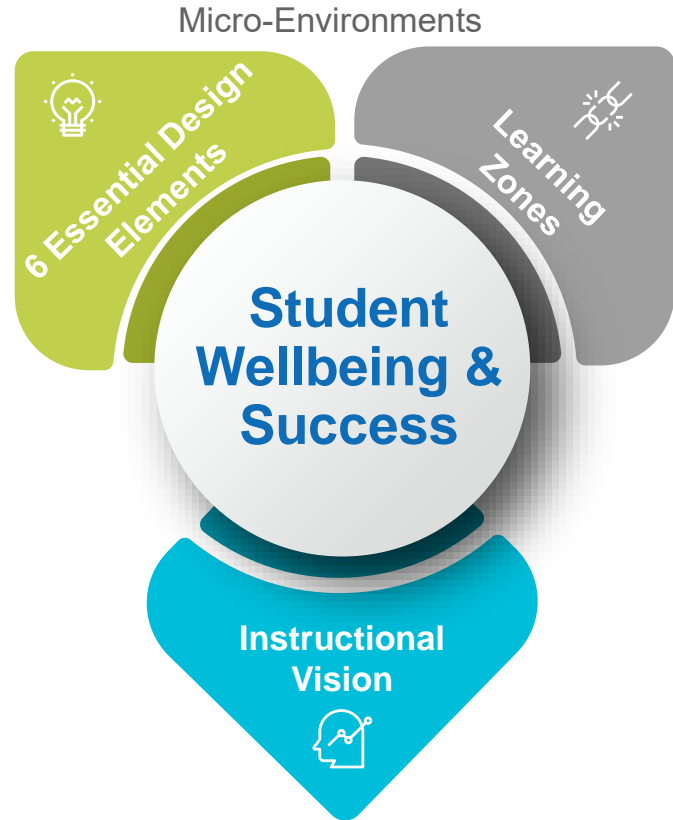 Micro-Environments
6 Essential Design
Elements
Learning
Zones
Student
Wellbeing &
Success
Instructional
Vision